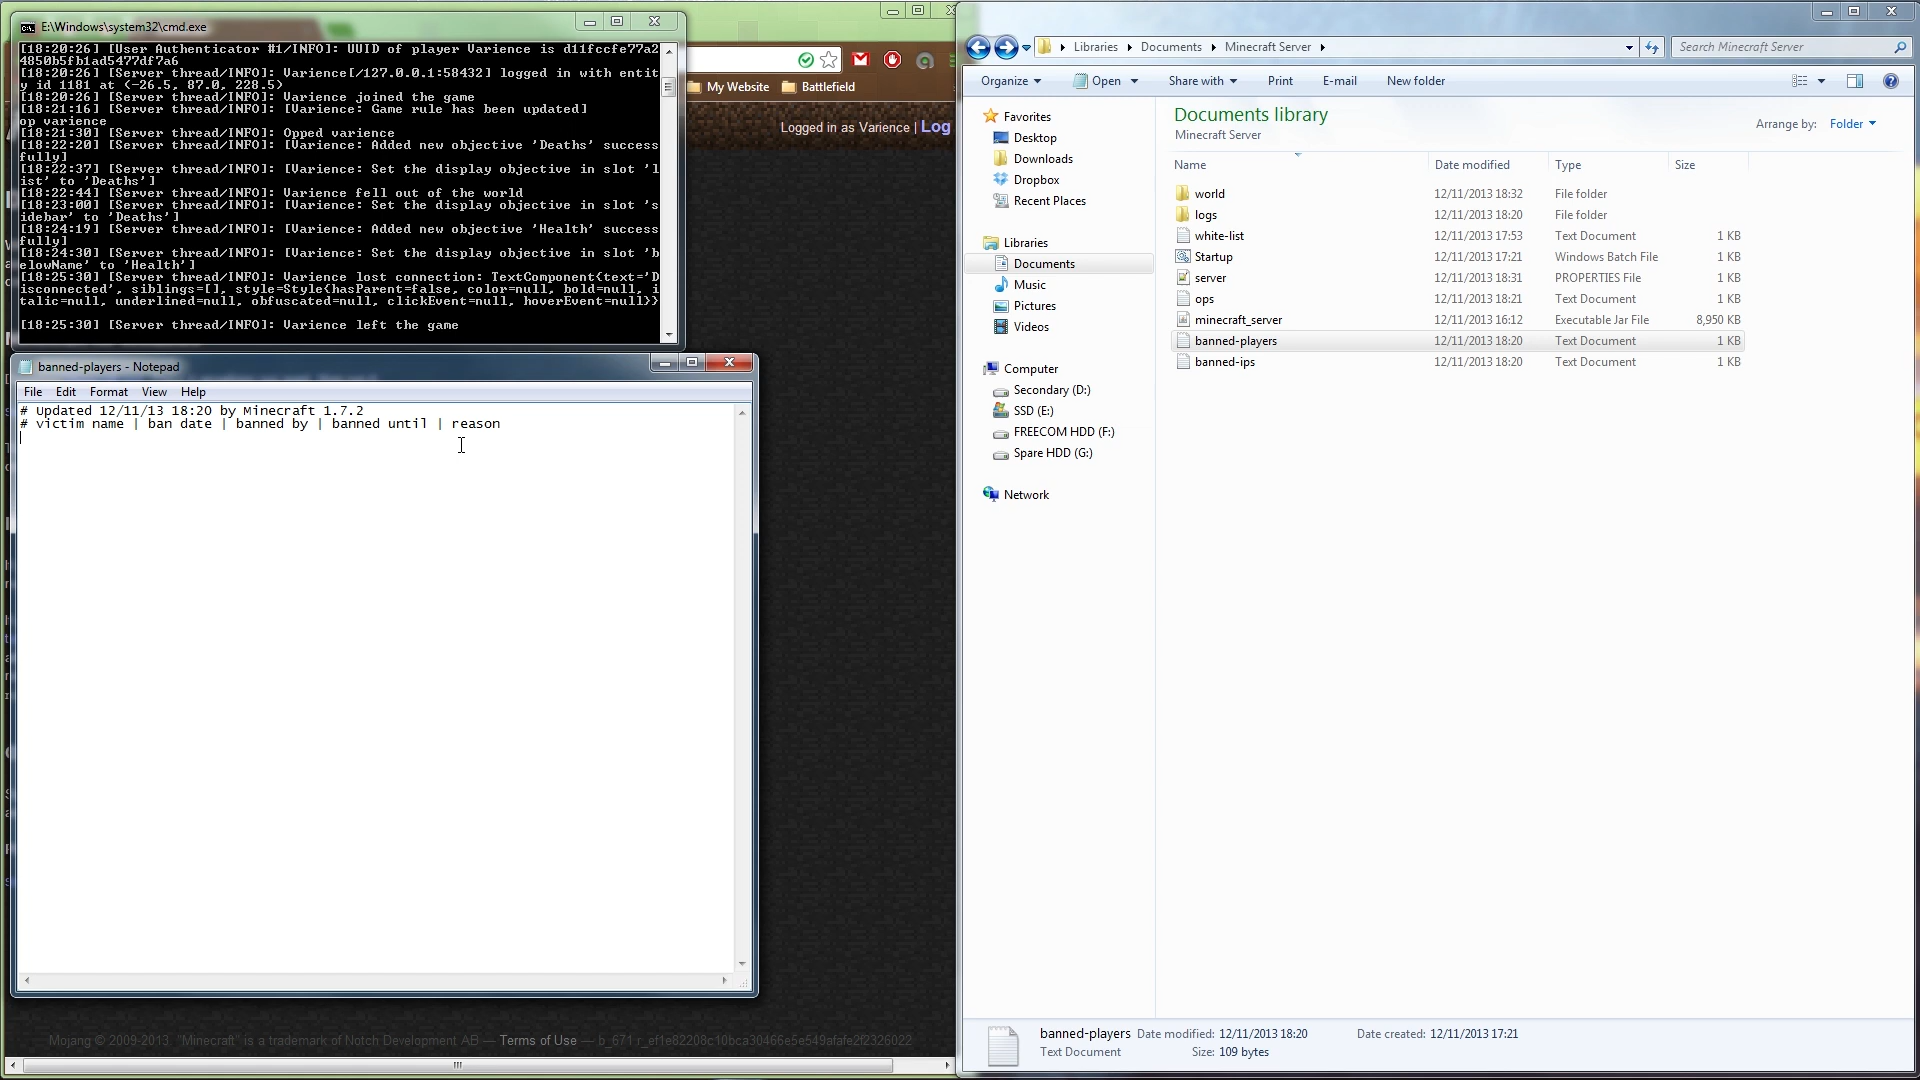 E:\Windows\system32\cmd.exe
[18:20:26] [User Authenticator #1/INFO]: UUID of player Varience is d11fccfe77a2
4850b5fb1ad5477df7a6
[18:20:26] [Server thread/INFO]: Varience[/127.0.0.1:58432] logged in with entit
y id 1181 at (-26.5, 87.0, 228.5)
[18:20:26] [Server thread/INFO]: Varience joined the game
[18:21:16] [Server thread/INFO]: [Varience: Game rule has been updated]
op varience
[18:21:30] [Server thread/INFO]: Opped varience
[18:22:20] [Server thread/INFO]: [Varience: Added new objective 'Deaths' success
fully]
[18:22:37] [Server thread/INFO]: [Varience: Set the display objective in slot 'l
ist' to 'Deaths']
[18:22:44] [Server thread/INFO]: Varience fell out of the world
[18:23:00] [Server thread/INFO]: [Varience: Set the display objective in slot 's
idebar' to 'Deaths']
[18:24:19] [Server thread/INFO]: [Varience: Added new objective 'Health' success
fully]
[18:24:30] [Server thread/INFO]: [Varience: Set the display objective in slot 'b
elowName' to 'Health']
[18:25:30] [Server thread/INFO]: Varience lost connection: TextComponent{text='D
isconnected', siblings=[], style=Style{hasParent=false, color=null, bold=null, i
talic=null, underlined=null, obfuscated=null, clickEvent=null, hoverEvent=null}}
[18:25:30] [Server thread/INFO]: Varience left the game
My Website
Battlefield
Logged in as Varience | Log
banned-players - Notepad
File Edit Format View Help
# Updated 12/11/13 18:20 by Minecraft 1.7.2
# victim name | ban date | banned by | banned until | reason
Mojang © 2009-2013. "Minecraft" is a trademark of Notch Development AB — Terms of Use — b_671 r_ef1e82208c10bca30466e5e549afafe2f2326022
Libraries Documents Minecraft Server
Search Minecraft Server
Organize Open Share with Print E-mail New folder
Favorites
Desktop
Downloads
Dropbox
Recent Places
Libraries
Documents
Music
Pictures
Videos
Computer
Secondary (D:)
SSD (E:)
FREECOM HDD (F:)
Spare HDD (G:)
Network
Documents library
Minecraft Server
Arrange by: Folder
Name Date modified Type Size
world 12/11/2013 18:32 File folder
logs 12/11/2013 18:20 File folder
white-list 12/11/2013 17:53 Text Document 1 KB
Startup 12/11/2013 17:21 Windows Batch File 1 KB
server 12/11/2013 18:31 PROPERTIES File 1 KB
ops 12/11/2013 18:21 Text Document 1 KB
minecraft_server 12/11/2013 16:12 Executable Jar File 8,950 KB
banned-players 12/11/2013 18:20 Text Document 1 KB
banned-ips 12/11/2013 18:20 Text Document 1 KB
banned-players Date modified: 12/11/2013 18:20 Date created: 12/11/2013 17:21
Text Document Size: 109 bytes